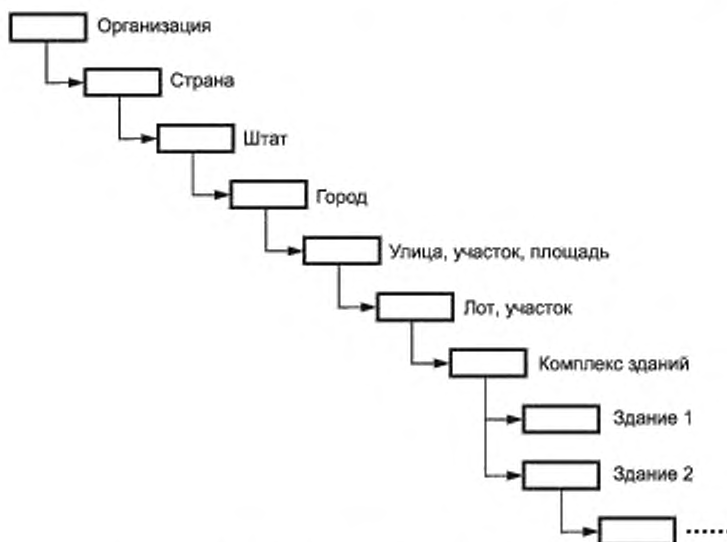 Организация
Страна
Штат
Город
Улица, участок, площадь
Лот, участок
Комплекс зданий
Здание 1
Здание 2